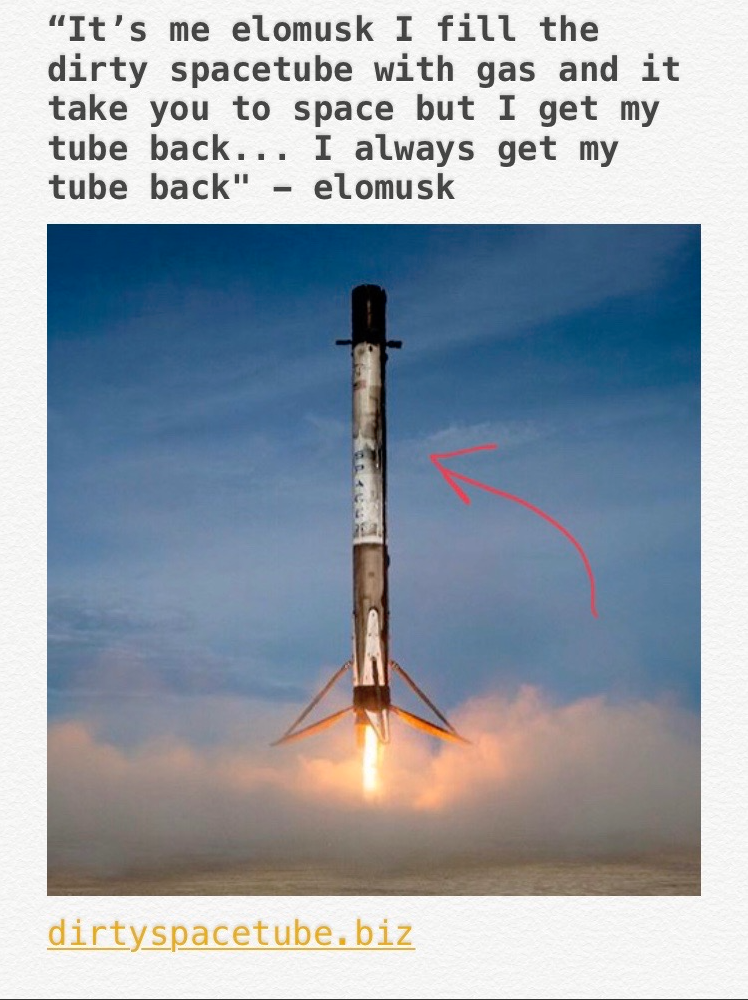 “It’s me elomusk I fill the
dirty spacetube with gas and it
take you to space but I get my
tube back... I always get my
tube back" – elomusk
SPACEX
dirtyspacetube.biz